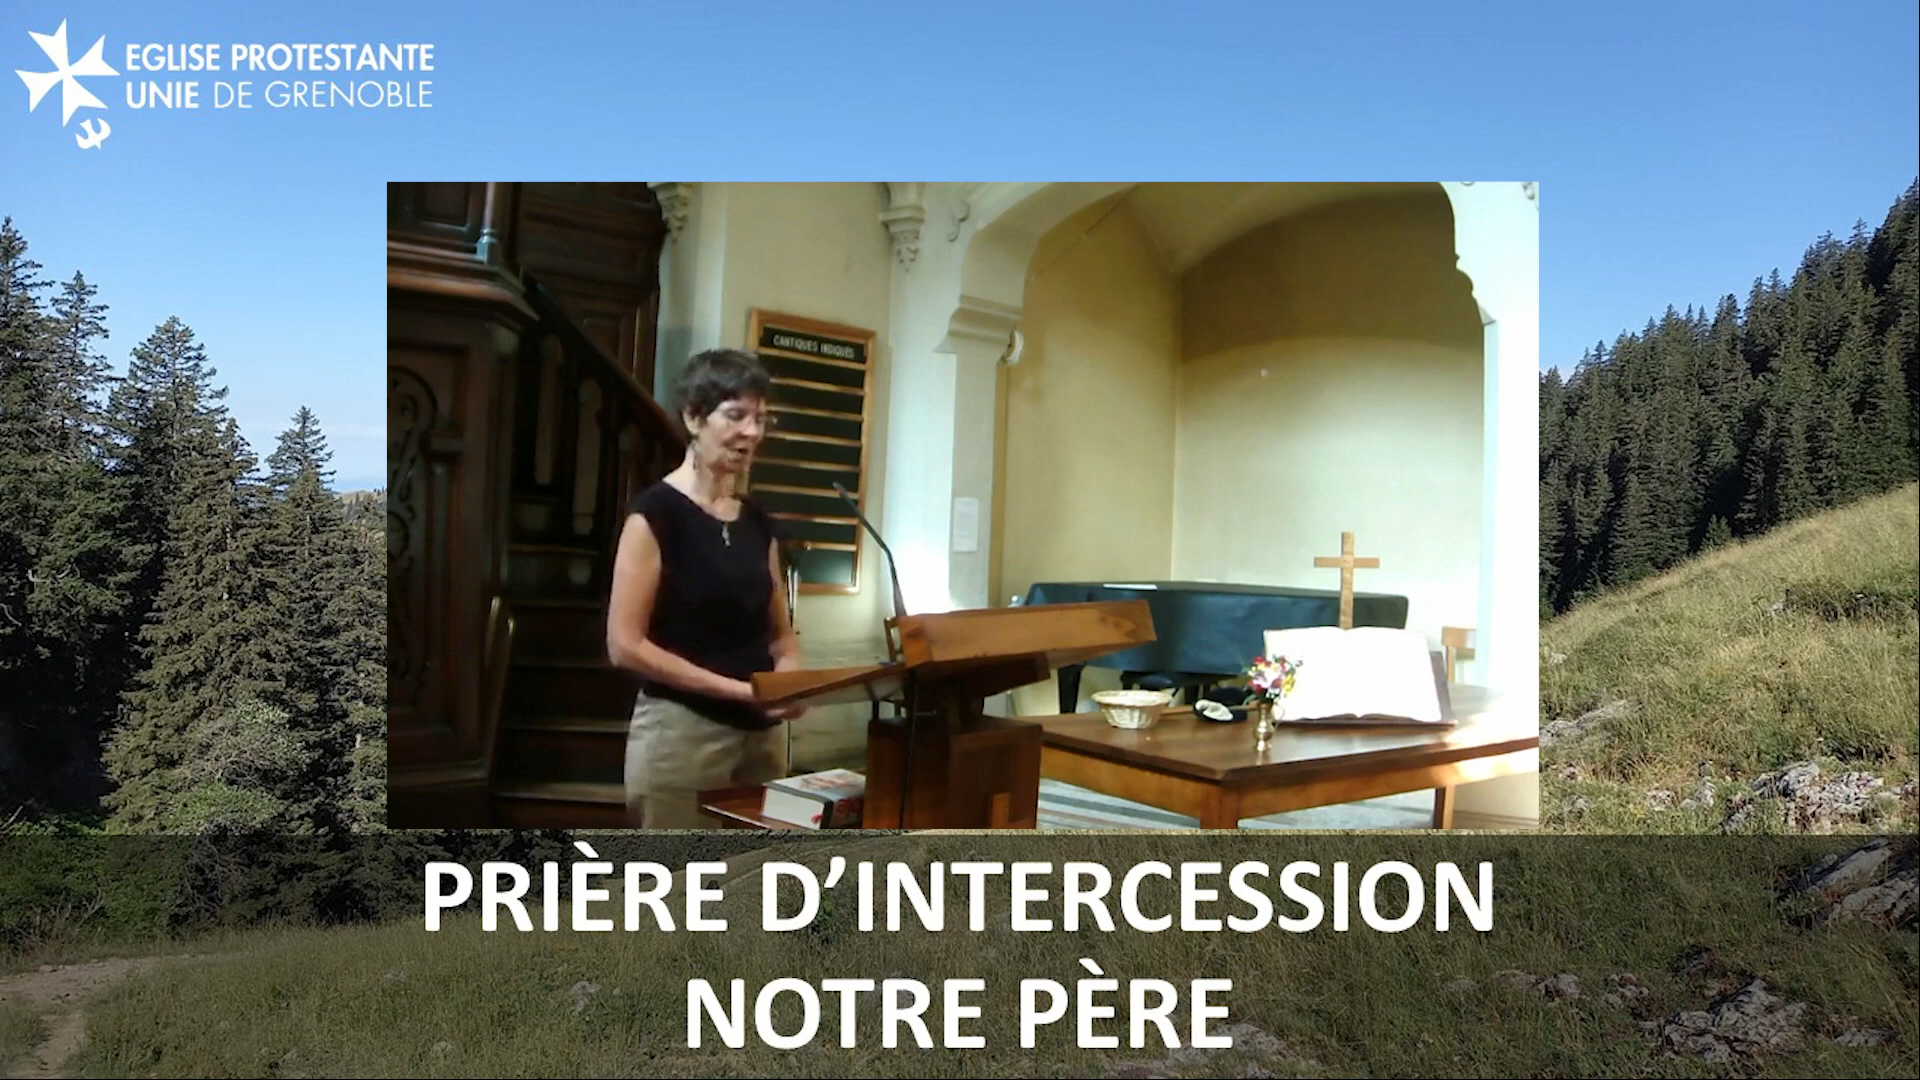 EGLISE PROTESTANTE
UNIE DE GRENOBLE
CANTIQUES INDIQUÉS
PRIÈRE D’INTERCESSION
NOTRE PÈRE